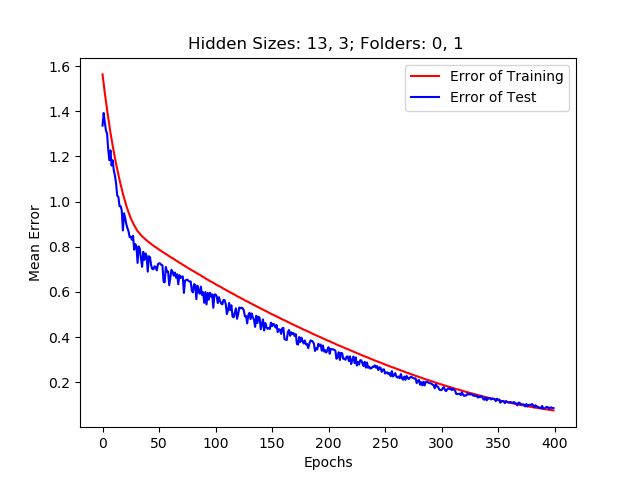 Hidden Sizes: 13, 3; Folders: 0, 1
Error of Training
Error of Test
Mean Error
1.6
1.4
1.2
1.0
0.8
0.6
0.4
0.2
0 50 100 150 200 250 300 350 400
Epochs